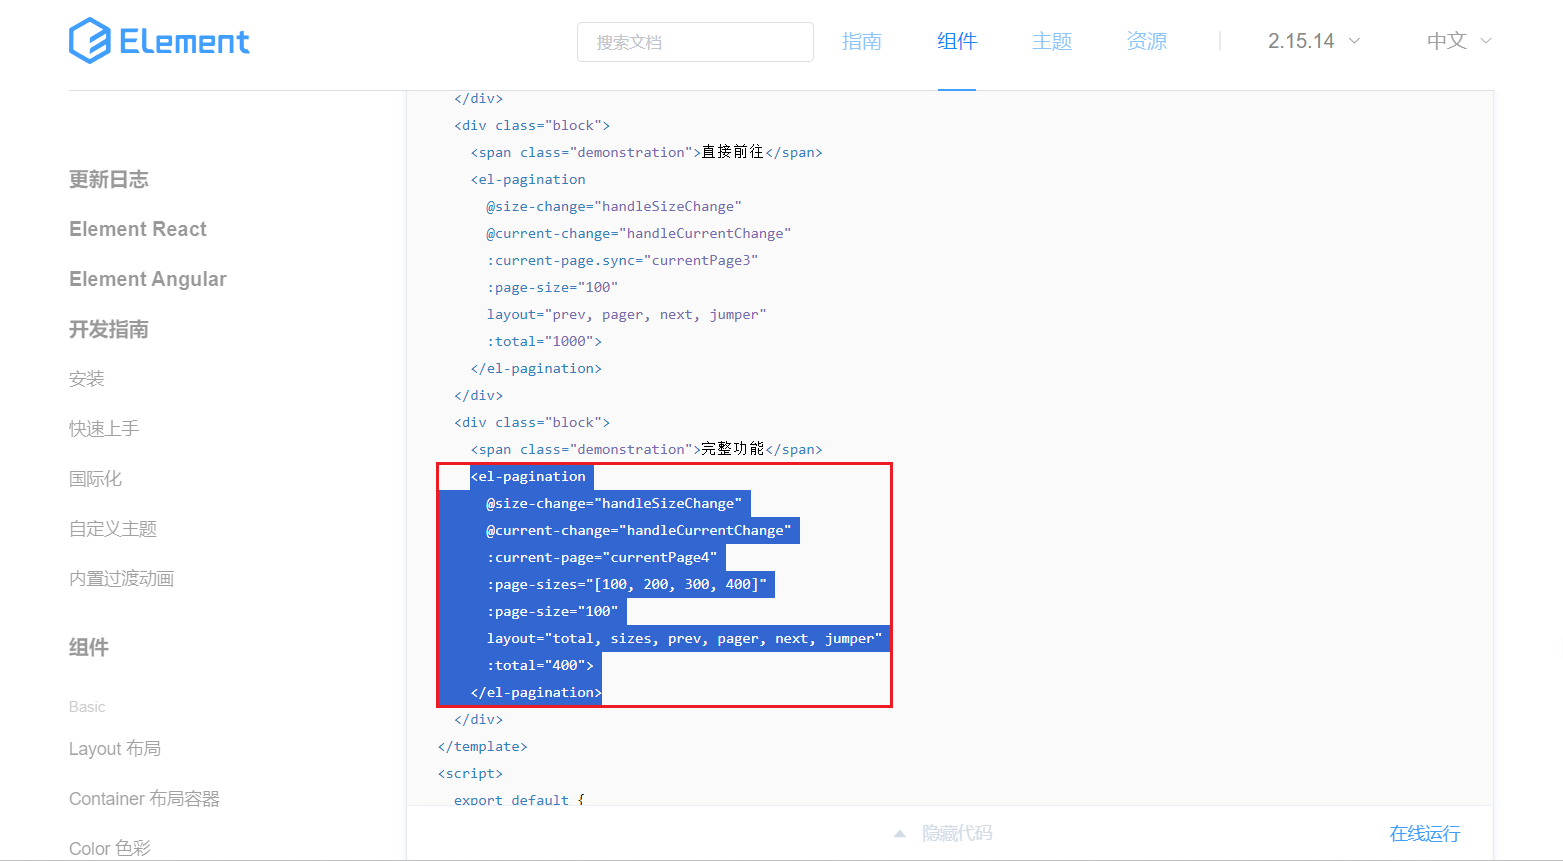 Element
搜索文档
指南
组件
主题
资源
2.15.14
中文
更新日志
Element React
Element Angular
开发指南
安装
快速上手
国际化
自定义主题
内置过渡动画
组件
Basic
Layout 布局
Container 布局容器
Color 色彩
</div>
<div class="block">
<span class="demonstration">直接前往</span>
<el-pagination
@size-change="handleSizeChange"
@current-change="handleCurrentChange"
:current-page.sync="currentPage3"
:page-size="100"
layout="prev, pager, next, jumper"
:total="1000">
</el-pagination>
</div>
<div class="block">
<span class="demonstration">完整功能</span>
<el-pagination
@size-change="handleSizeChange"
@current-change="handleCurrentChange"
:current-page="currentPage4"
:page-sizes="[100, 200, 300, 400]"
:page-size="100"
layout="total, sizes, prev, pager, next, jumper"
:total="400">
</el-pagination>
</div>
</template>
<script>
export default {
隐藏代码
在线运行